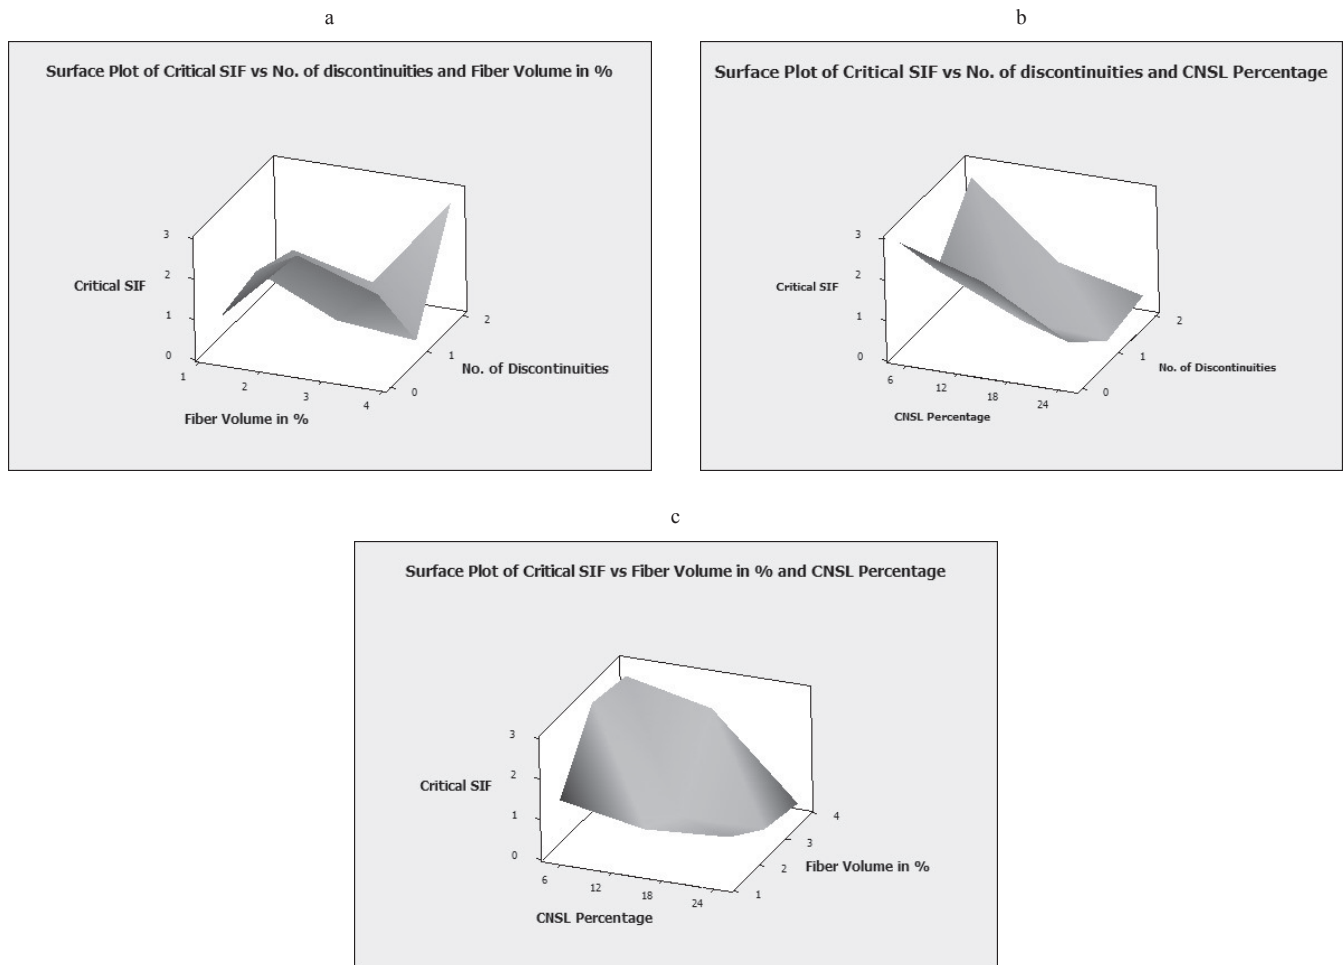 a
Surface Plot of Critical SIF vs No. of discontinuities and Fiber Volume in %
3
2
1
0
Critical SIF
1
2
3
4
Fiber Volume in %
0
1
2
No. of Discontinuities
b
Surface Plot of Critical SIF vs No. of discontinuities and CNSL Percentage
3
2
1
0
Critical SIF
6
12
18
24
CNSL Percentage
0
1
2
No. of Discontinuities
c
Surface Plot of Critical SIF vs Fiber Volume in % and CNSL Percentage
3
2
1
0
Critical SIF
6
12
18
24
CNSL Percentage
1
2
3
4
Fiber Volume in %